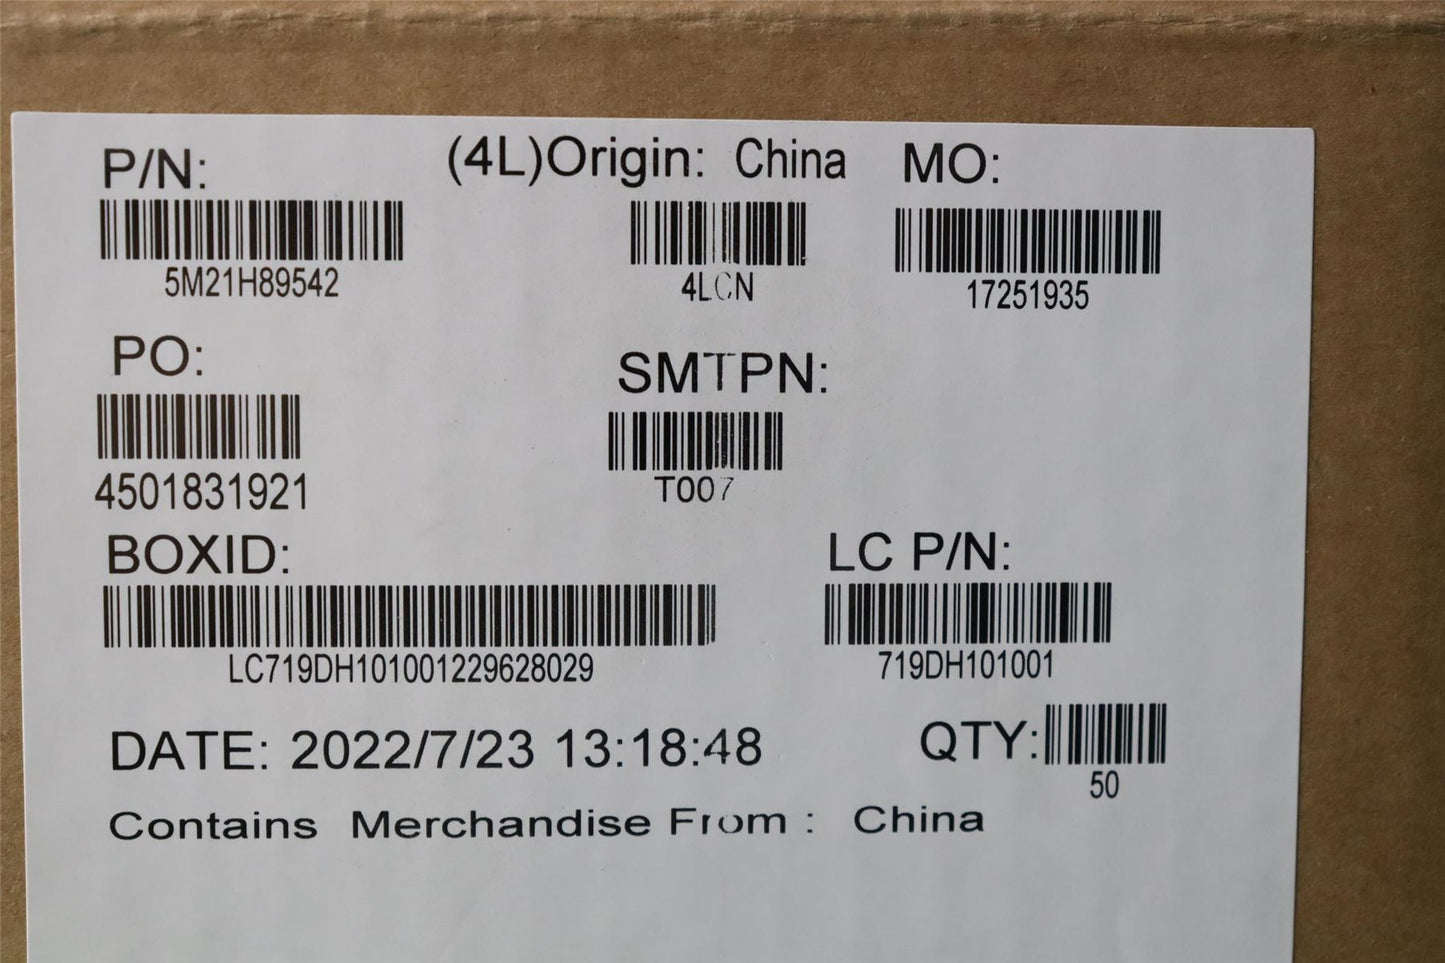 P/N: (4L)Origin: China MO:
5M21H89542 4LCN 17251935
PO: SMTPN:
4501831921 T007
BOXID: LC P/N:
LC719DH101001229628029 719DH101001
DATE: 2022/7/23 13:18:48 QTY:
50
Contains Merchandise From : China